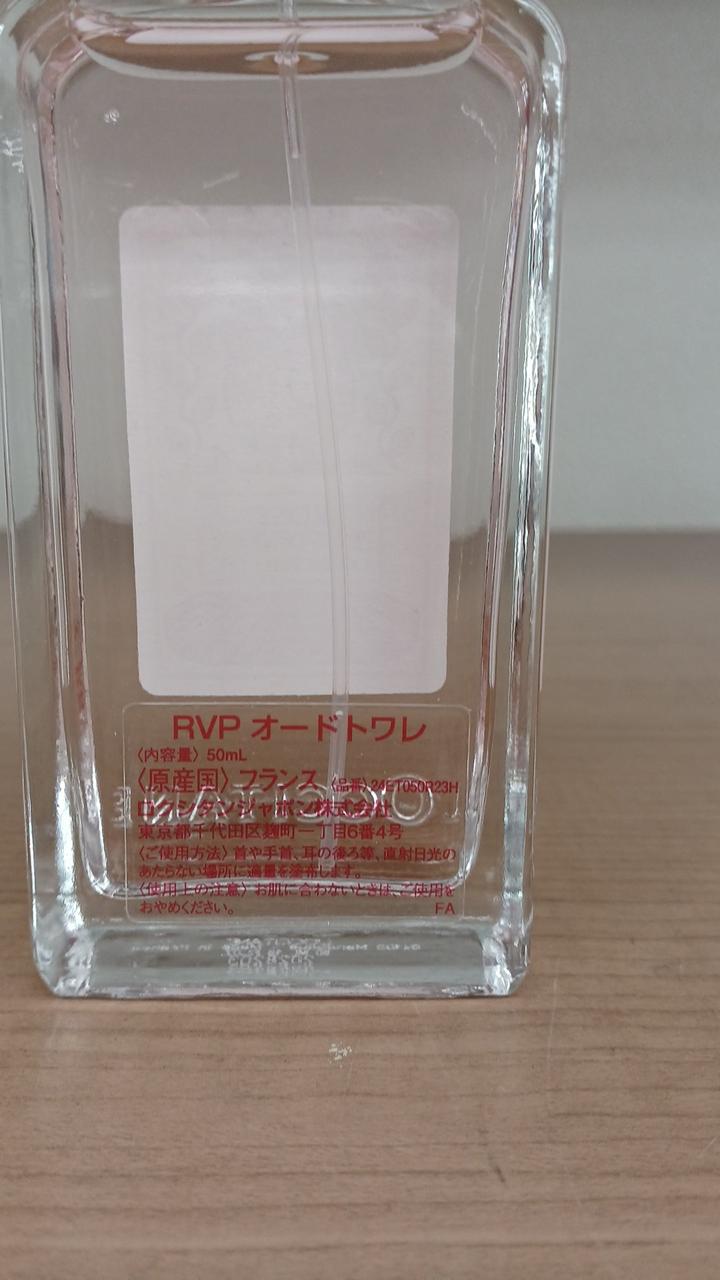 RVP オードトワレ
〈内容量〉 50mL
〈原産国〉 フランス 〈品番〉24ET050R23H
ロクシタンジャポン株式会社
東京都千代田区麹町一丁目6番4号
〈ご使用方法〉首や手首、耳の後ろ等、直射日光の
あたらない場所に適量を塗布します。
〈使用上の注意〉お肌に合わないときは、ご使用を
おやめください。 FA